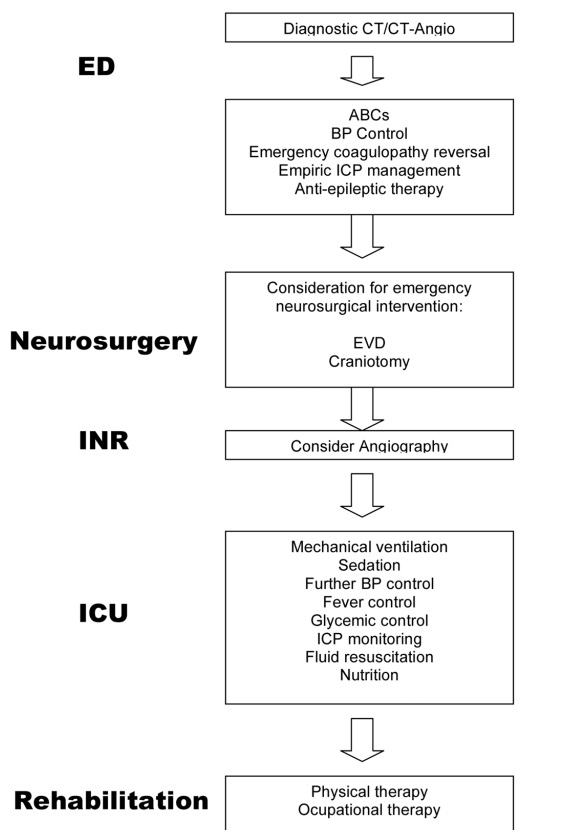 Diagnostic CT/CT-Angio
ED
ABCs
BP Control
Emergency coagulopathy reversal
Empiric ICP management
Anti-epileptic therapy
Consideration for emergency
neurosurgical intervention:
Neurosurgery
EVD
Craniotomy
INR
Consider Angiography
Mechanical ventilation
Sedation
Further BP control
Fever control
Glycemic control
ICU
ICP monitoring
Fluid resuscitation
Nutrition
Rehabilitation
Physical therapy
Ocupational therapy